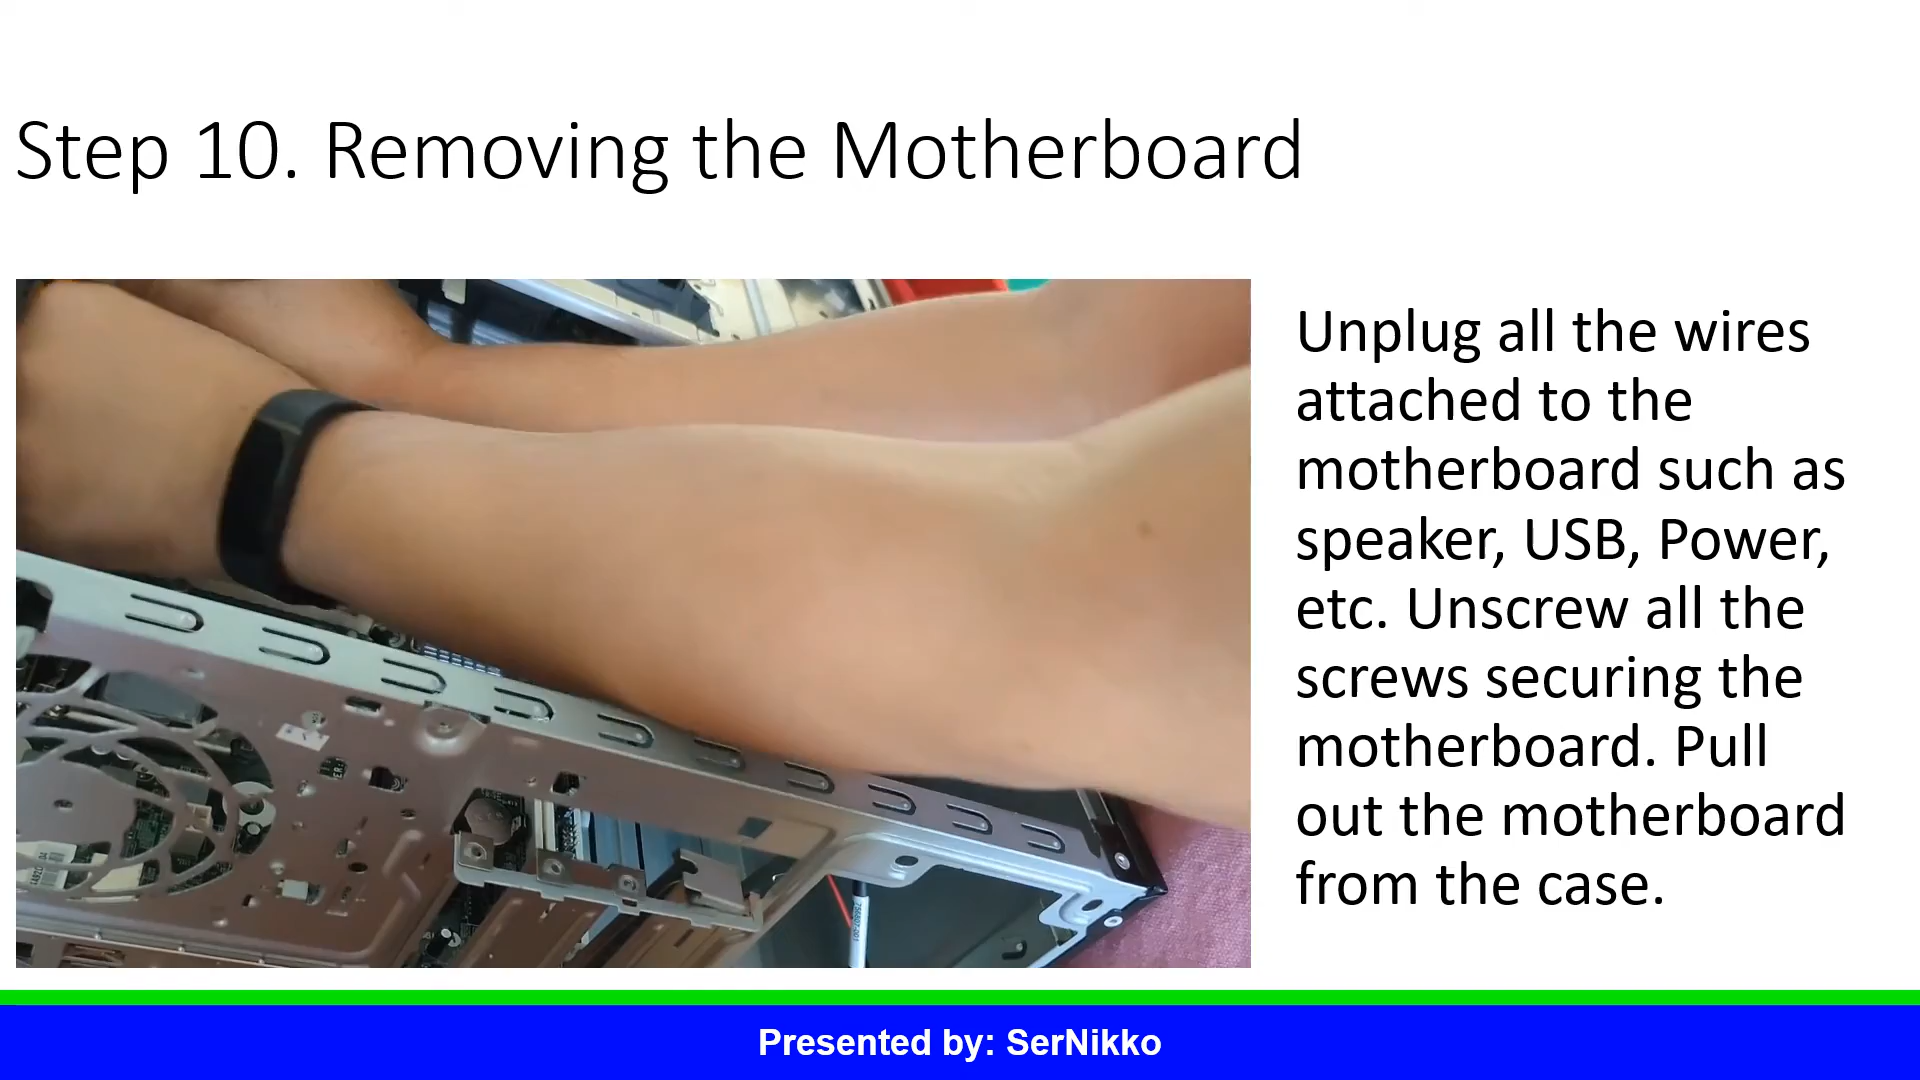 Step 10. Removing the Motherboard
Unplug all the wires
attached to the
motherboard such as
speaker, USB, Power,
etc. Unscrew all the
screws securing the
motherboard. Pull
out the motherboard
from the case.
Presented by: SerNikko